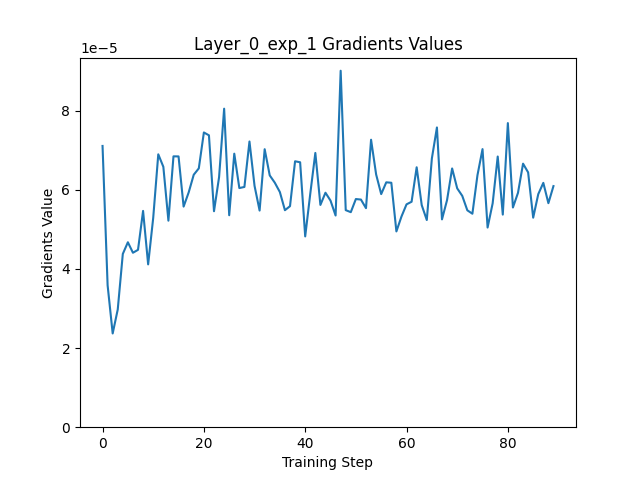 Layer_0_exp_1 Gradients Values
1e−5
8
6
4
2
0
Gradients Value
0 20 40 60 80
Training Step